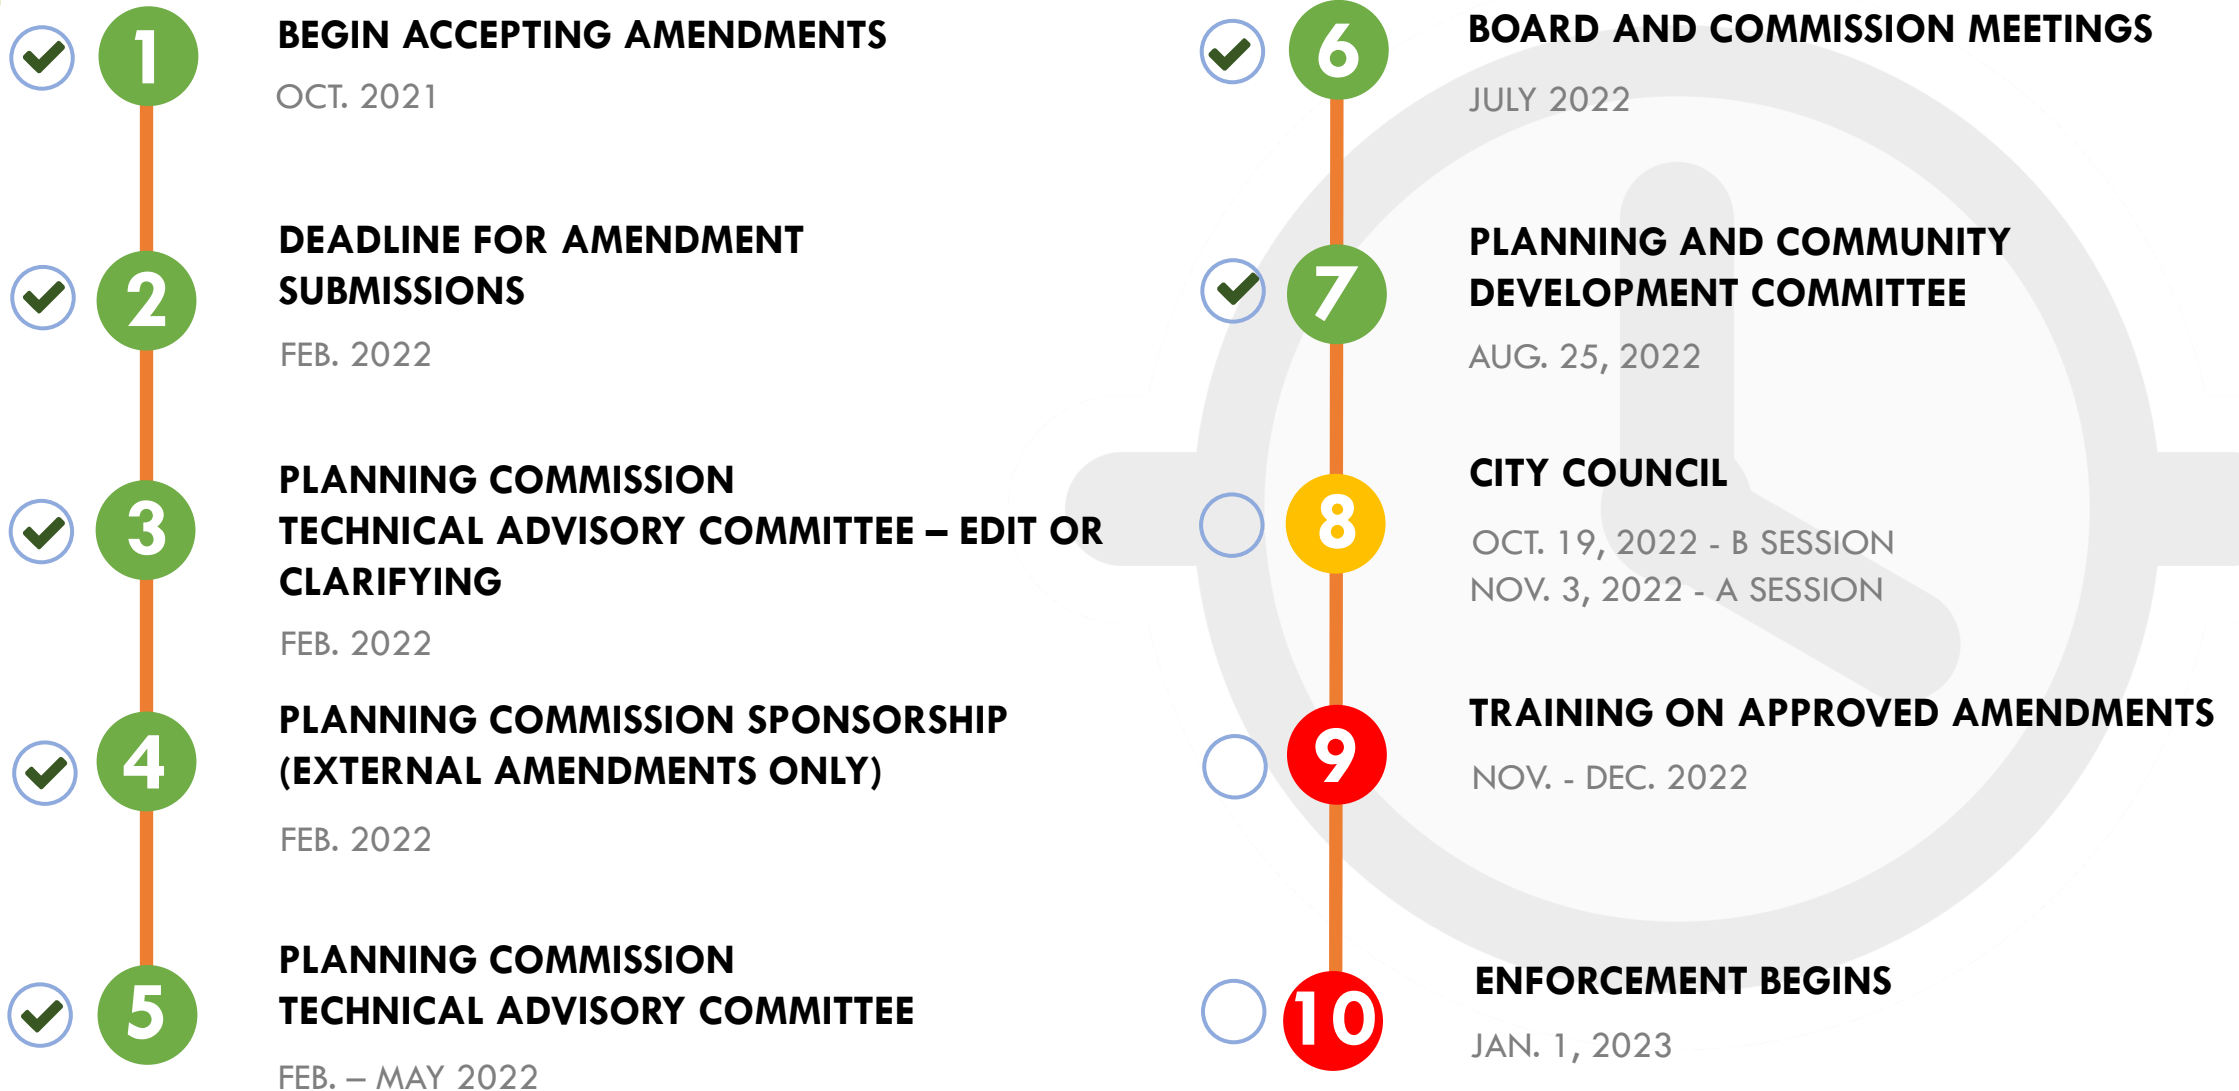 1
BEGIN ACCEPTING AMENDMENTS
OCT. 2021
2
DEADLINE FOR AMENDMENT
SUBMISSIONS
FEB. 2022
3
PLANNING COMMISSION
TECHNICAL ADVISORY COMMITTEE – EDIT OR
CLARIFYING
FEB. 2022
4
PLANNING COMMISSION SPONSORSHIP
(EXTERNAL AMENDMENTS ONLY)
FEB. 2022
5
PLANNING COMMISSION
TECHNICAL ADVISORY COMMITTEE
FEB. – MAY 2022
6
BOARD AND COMMISSION MEETINGS
JULY 2022
7
PLANNING AND COMMUNITY
DEVELOPMENT COMMITTEE
AUG. 25, 2022
8
CITY COUNCIL
OCT. 19, 2022 - B SESSION
NOV. 3, 2022 - A SESSION
9
TRAINING ON APPROVED AMENDMENTS
NOV. - DEC. 2022
10
ENFORCEMENT BEGINS
JAN. 1, 2023